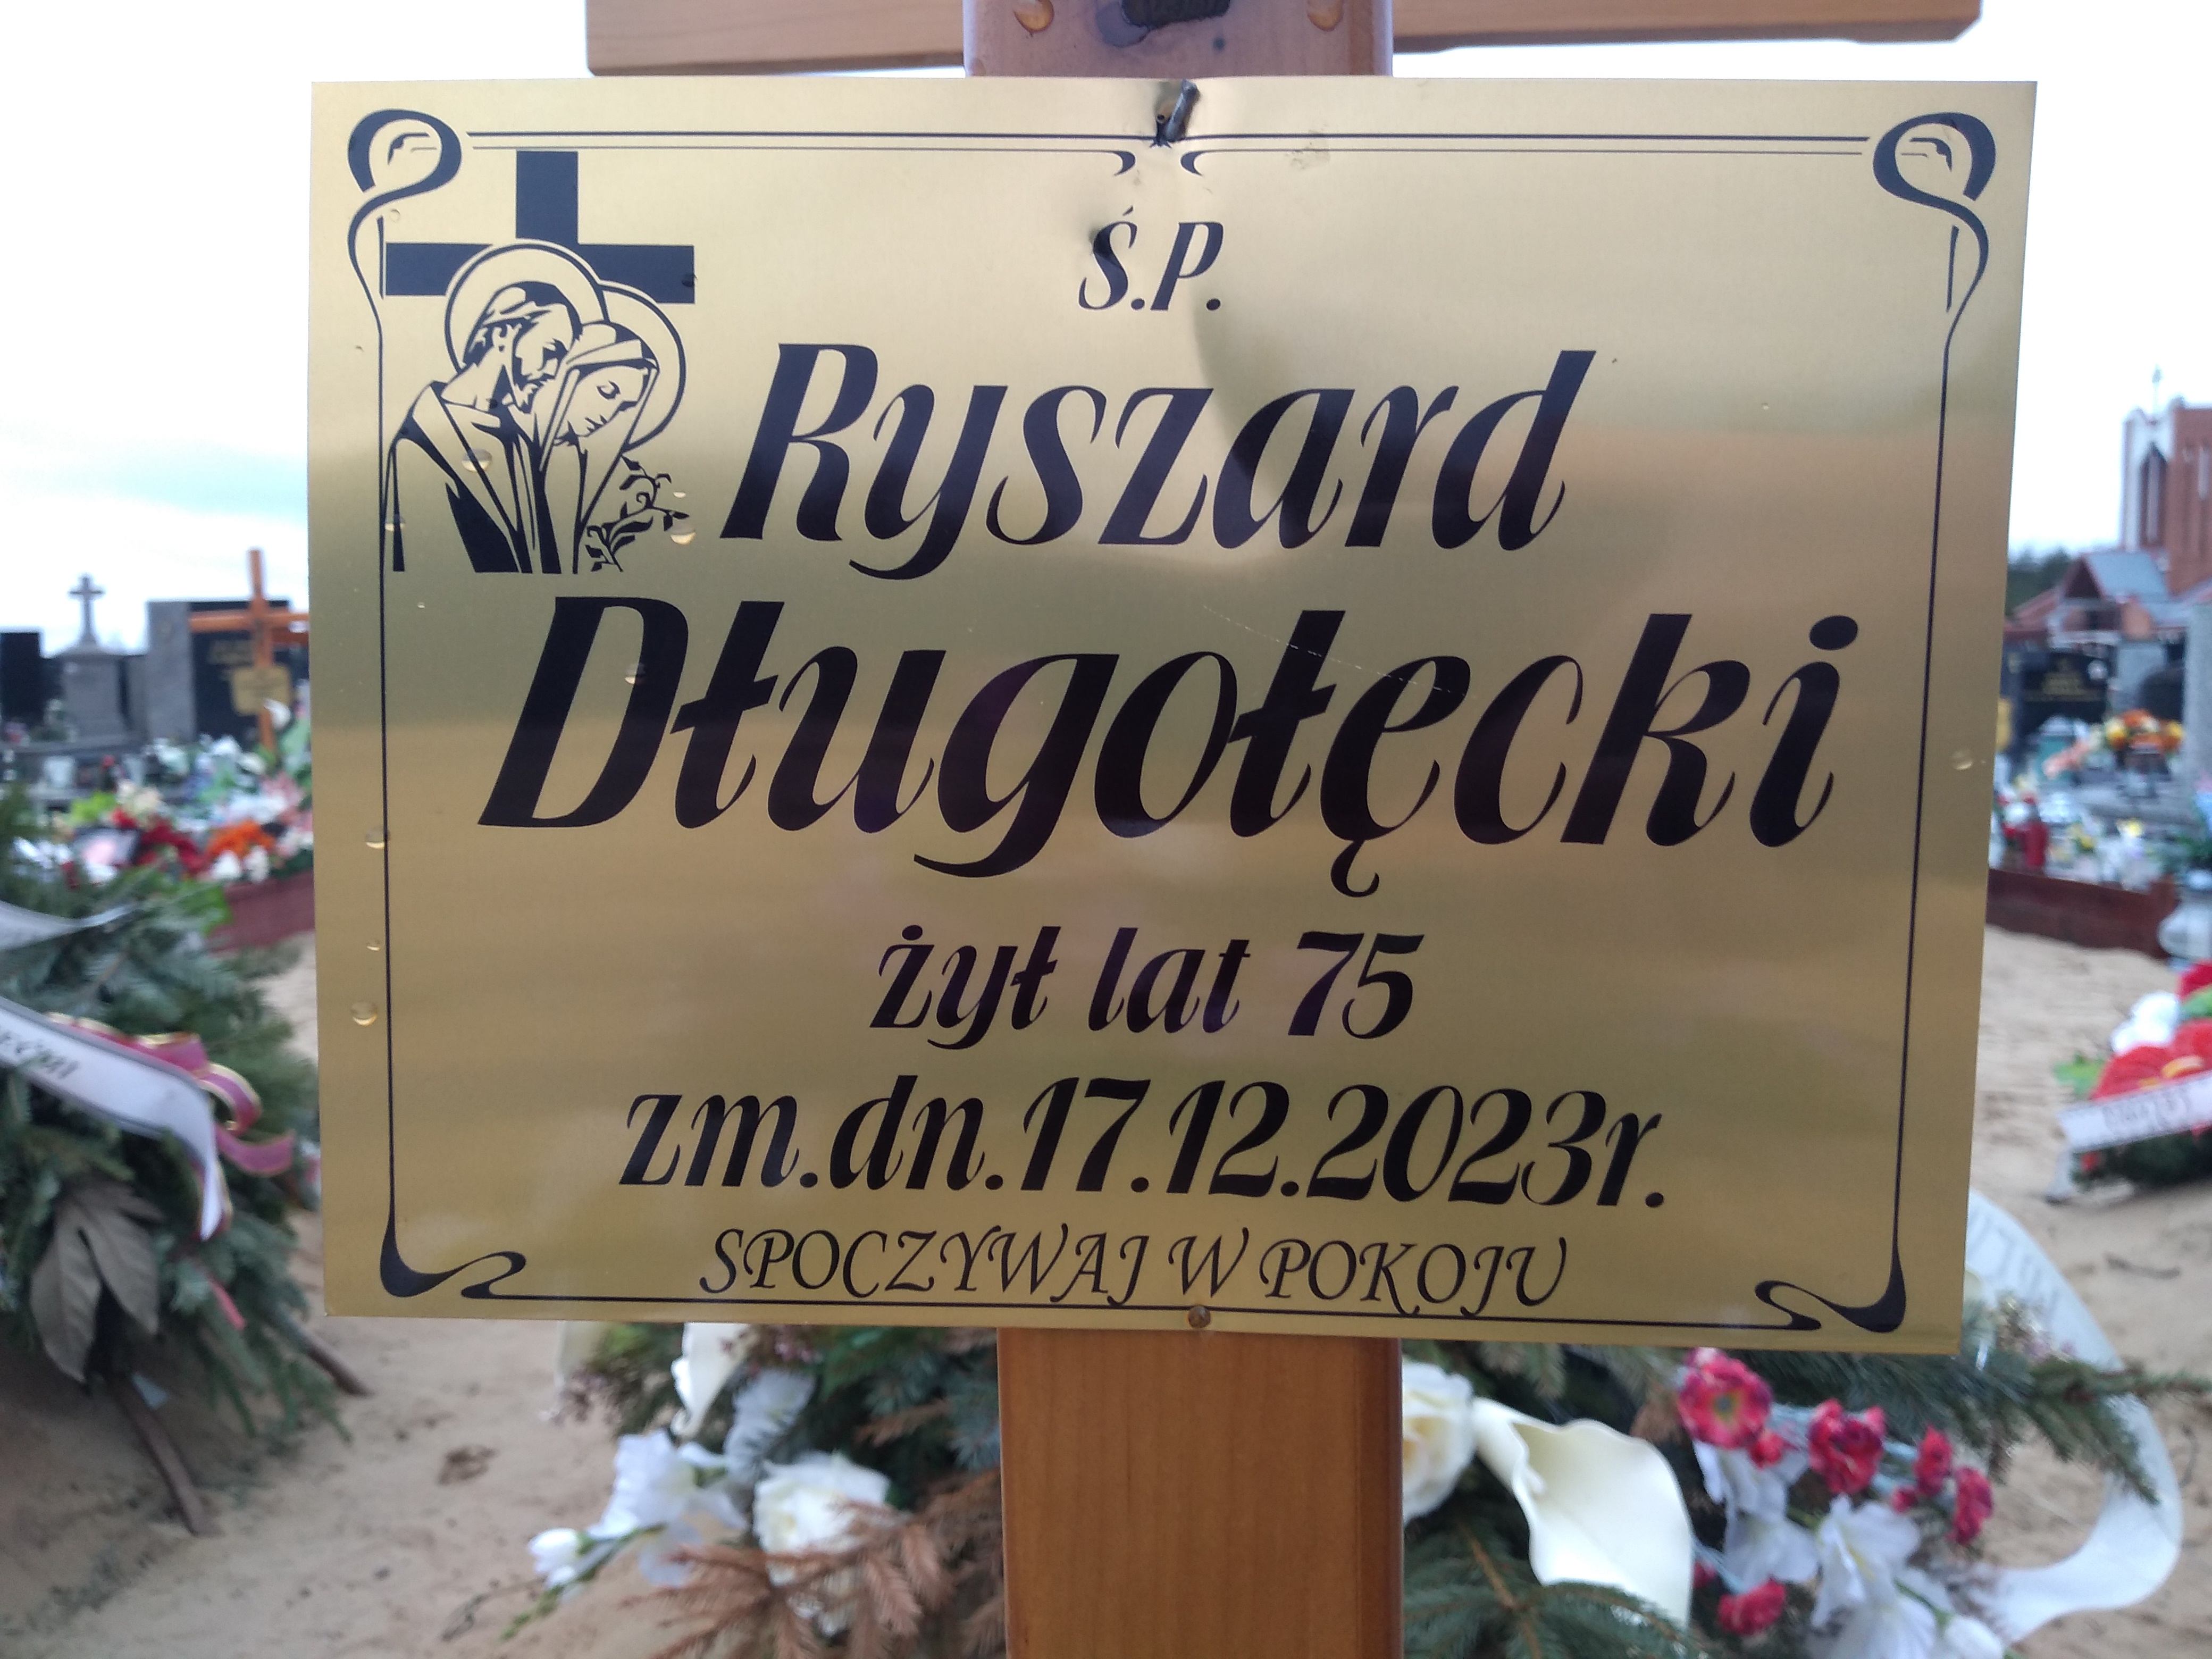 Ś.P.
Ryszard
Długołęcki
żył lat 75
zm.dn.17.12.2023r.
SPOCZYWAJ W POKOJU